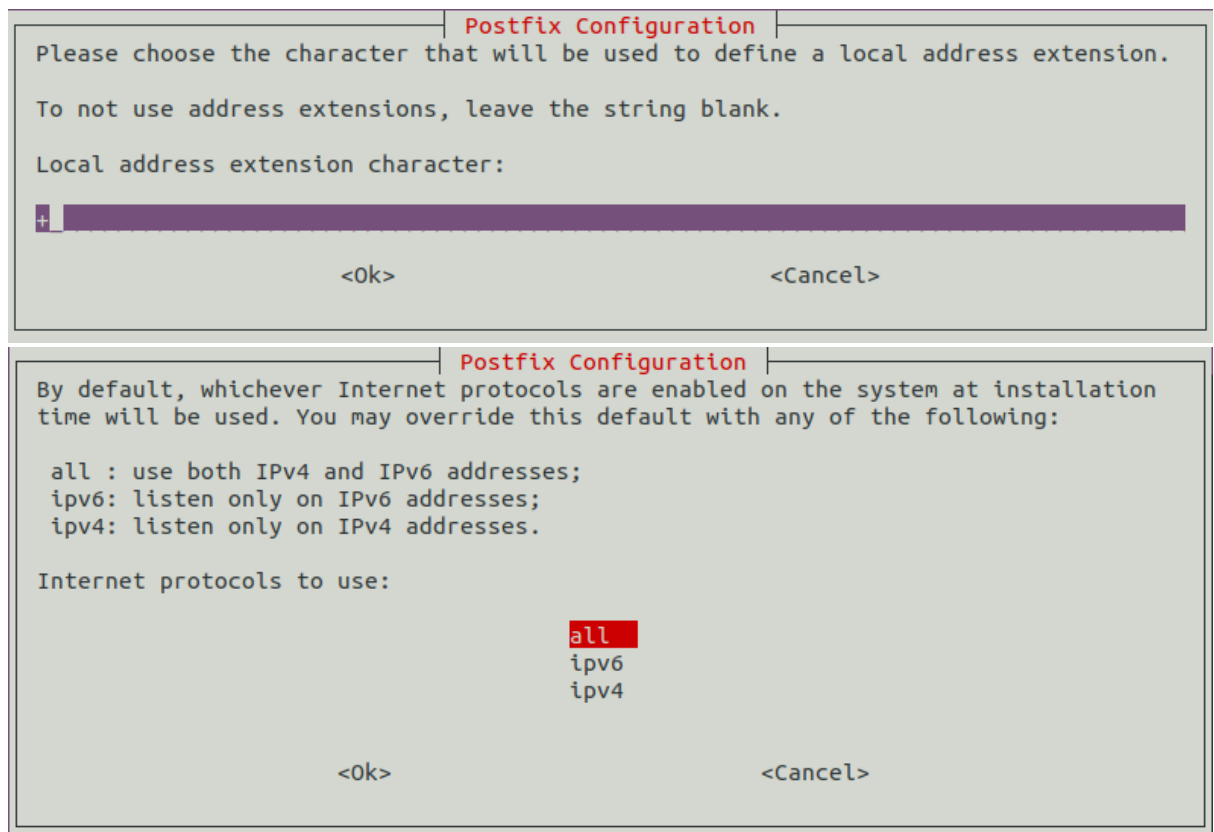 Postfix Configuration
Please choose the character that will be used to define a local address extension.
To not use address extensions, leave the string blank.
Local address extension character:
+
<Ok> <Cancel>
Postfix Configuration
By default, whichever Internet protocols are enabled on the system at installation
time will be used. You may override this default with any of the following:
all : use both IPv4 and IPv6 addresses;
ipv6: listen only on IPv6 addresses;
ipv4: listen only on IPv4 addresses.
Internet protocols to use:
all
ipv6
ipv4
<Ok> <Cancel>